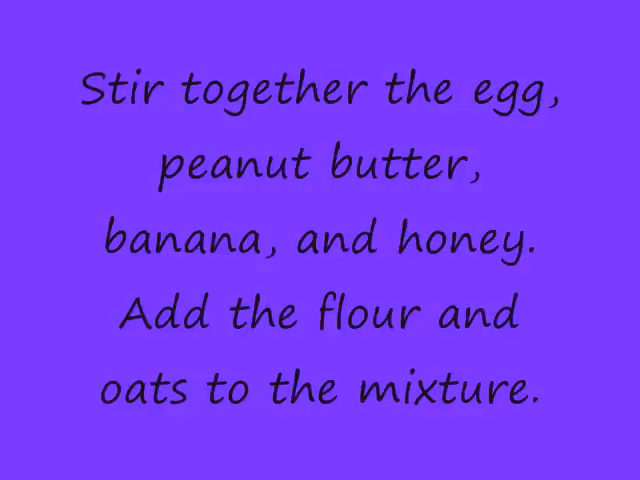 Stir together the egg,
peanut butter,
banana, and honey.
Add the flour and
oats to the mixture.